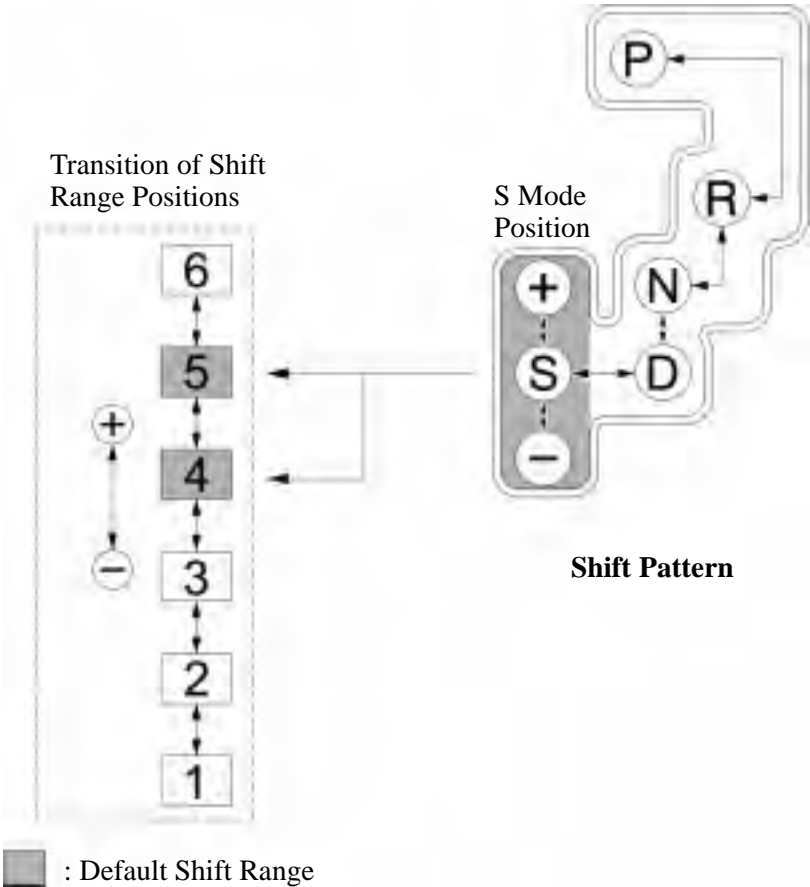 P
Transition of Shift
Range Positions
S Mode
Position
R
6
+
N
5
S
D
+
4
−
−
3
Shift Pattern
2
1
: Default Shift Range